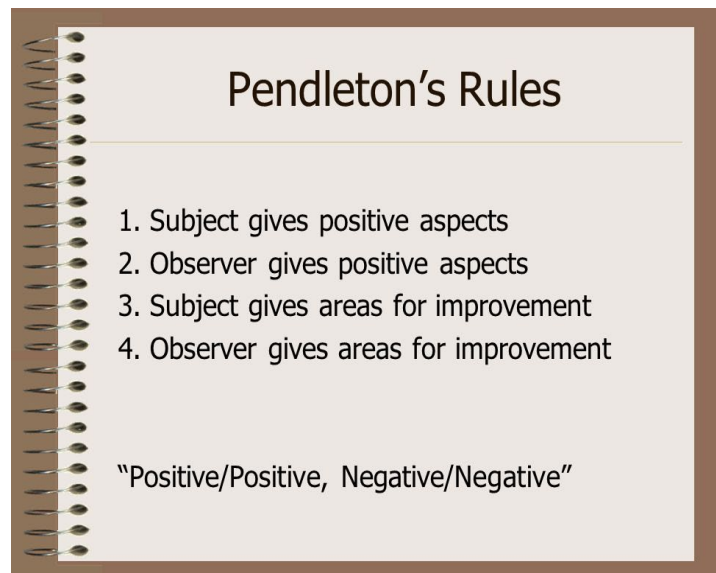 Pendleton’s Rules
1. Subject gives positive aspects
2. Observer gives positive aspects
3. Subject gives areas for improvement
4. Observer gives areas for improvement
“Positive/Positive, Negative/Negative”